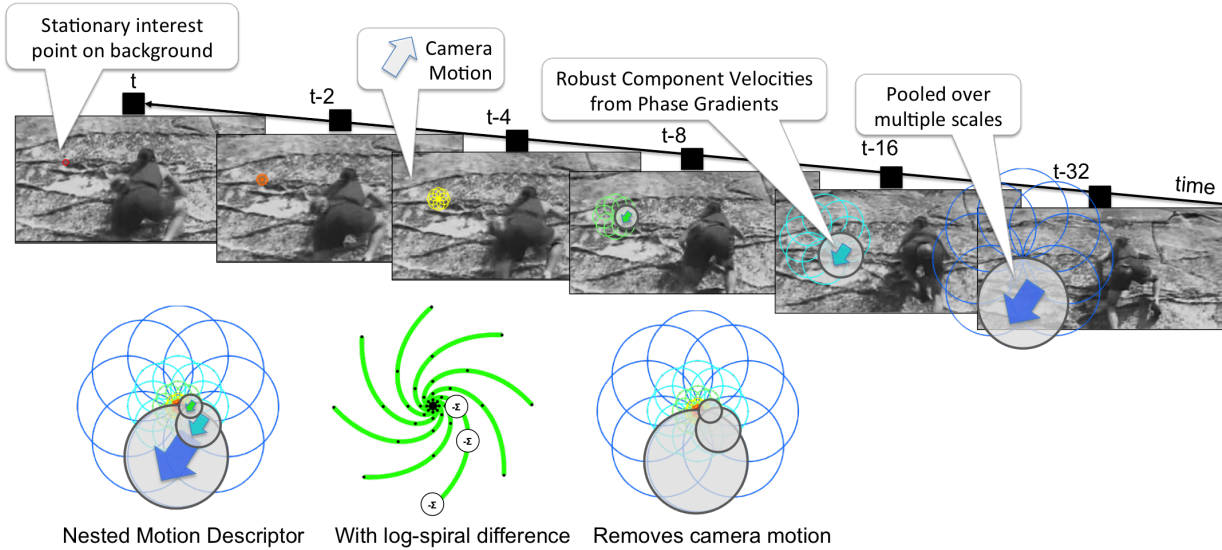 Stationary interest
point on background
Camera
Motion
Robust Component Velocities
from Phase Gradients
Pooled over
multiple scales
t
t-2
t-4
t-8
t-16
t-32
time
-Σ
-Σ
-Σ
Nested Motion Descriptor
With log-spiral difference
Removes camera motion